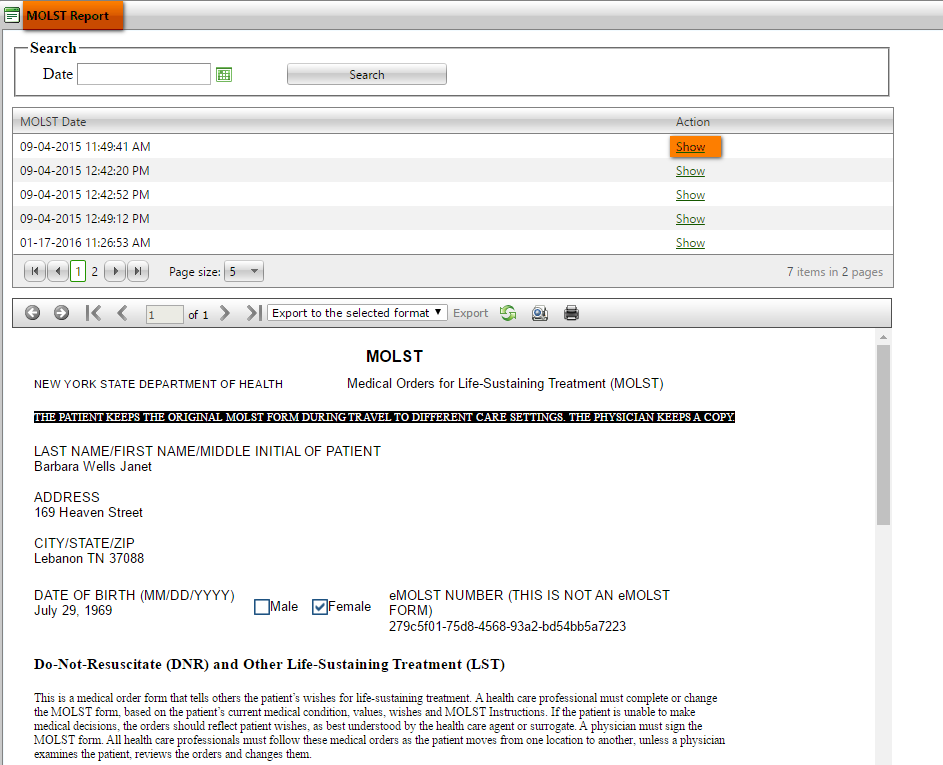 MOLST Report
Search
Date
Search
MOLST Date Action
09-04-2015 11:49:41 AM Show
09-04-2015 12:42:20 PM Show
09-04-2015 12:42:52 PM Show
09-04-2015 12:49:12 PM Show
01-17-2016 11:26:53 AM Show
1 2 Page size: 5 7 items in 2 pages
1 of 1 Export to the selected format Export
MOLST
NEW YORK STATE DEPARTMENT OF HEALTH Medical Orders for Life-Sustaining Treatment (MOLST)
THE PATIENT KEEPS THE ORIGINAL MOLST FORM DURING TRAVEL TO DIFFERENT CARE SETTINGS. THE PHYSICIAN KEEPS A COPY
LAST NAME/FIRST NAME/MIDDLE INITIAL OF PATIENT
Barbara Wells Janet
ADDRESS
169 Heaven Street
CITY/STATE/ZIP
Lebanon TN 37088
DATE OF BIRTH (MM/DD/YYYY)
July 29, 1969
Male Female
eMOLST NUMBER (THIS IS NOT AN eMOLST
FORM)
279c5f01-75d8-4568-93a2-bd54bb5a7223
Do-Not-Resuscitate (DNR) and Other Life-Sustaining Treatment (LST)
This is a medical order form that tells others the patient's wishes for life-sustaining treatment. A health care professional must complete or change
the MOLST form, based on the patient's current medical condition, values, wishes and MOLST Instructions. If the patient is unable to make
medical decisions, the orders should reflect patient wishes, as best understood by the health care agent or surrogate. A physician must sign the
MOLST form. All health care professionals must follow these medical orders as the patient moves from one location to another, unless a physician
examines the patient, reviews the orders and changes them.